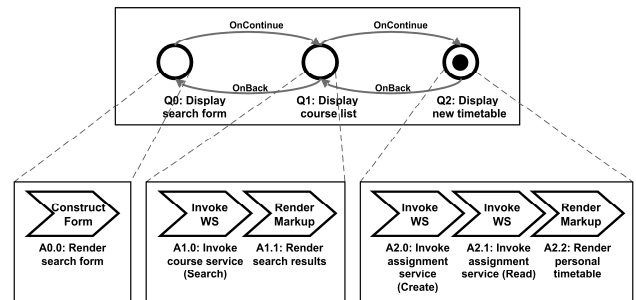 OnContinue
OnContinue
OnBack
OnBack
Q0: Display
search form
Q1: Display
course list
Q2: Display
new timetable
Construct
Form
A0.0: Render
search form
Invoke
WS
A1.0: Invoke
course service
(Search)
Render
Markup
A1.1: Render
search results
Invoke
WS
A2.0: Invoke
assignment
service
(Create)
Invoke
WS
A2.1: Invoke
assignment
service (Read)
Render
Markup
A2.2: Render
personal
timetable